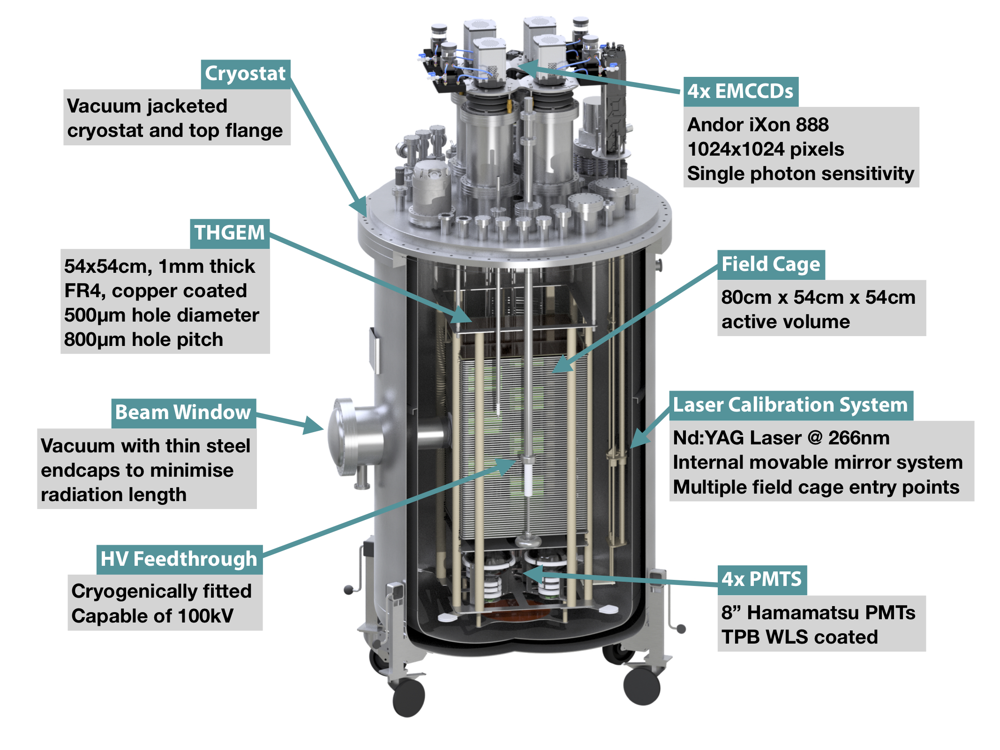 Cryostat
Vacuum jacketed
cryostat and top flange
4x EMCCDs
Andor iXon 888
1024x1024 pixels
Single photon sensitivity
THGEM
54x54cm, 1mm thick
FR4, copper coated
500µm hole diameter
800µm hole pitch
Field Cage
80cm x 54cm x 54cm
active volume
Beam Window
Vacuum with thin steel
endcaps to minimise
radiation length
Laser Calibration System
Nd:YAG Laser @ 266nm
Internal movable mirror system
Multiple field cage entry points
HV Feedthrough
Cryogenically fitted
Capable of 100kV
4x PMTS
8” Hamamatsu PMTs
TPB WLS coated